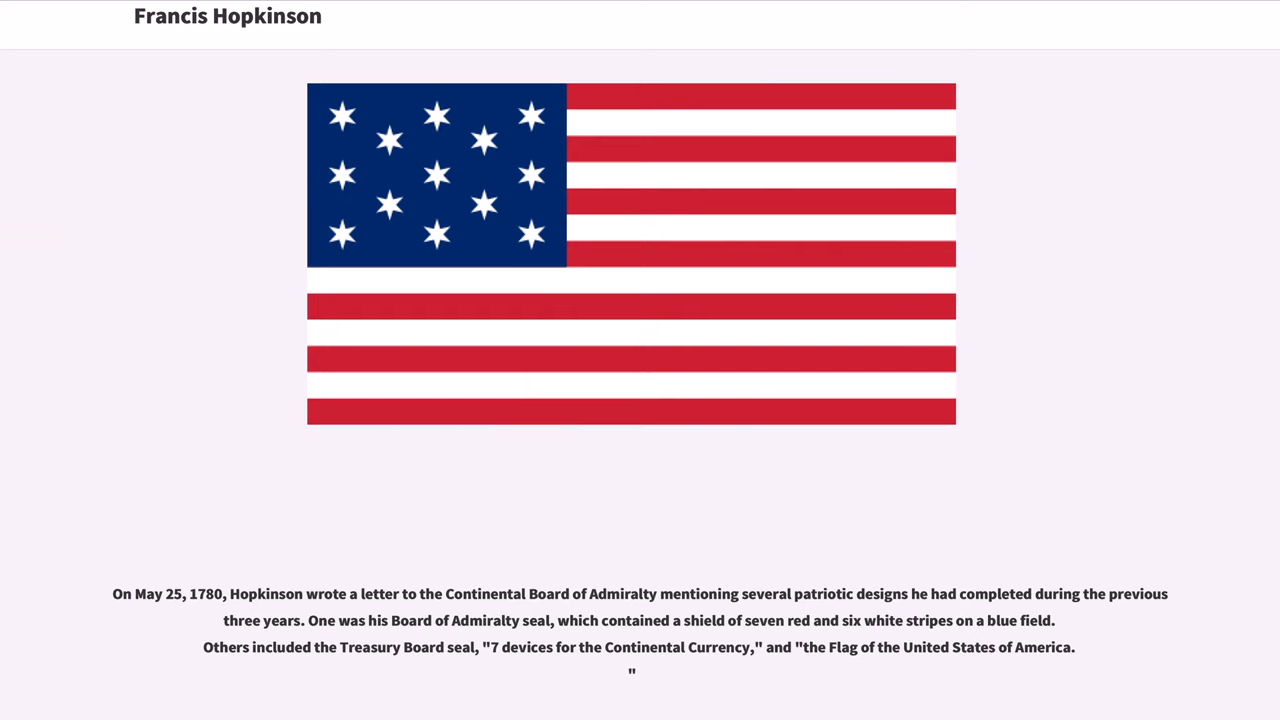 Francis Hopkinson
On May 25, 1780, Hopkinson wrote a letter to the Continental Board of Admiralty mentioning several patriotic designs he had completed during the previous
three years. One was his Board of Admiralty seal, which contained a shield of seven red and six white stripes on a blue field.
Others included the Treasury Board seal, "7 devices for the Continental Currency," and "the Flag of the United States of America.
"